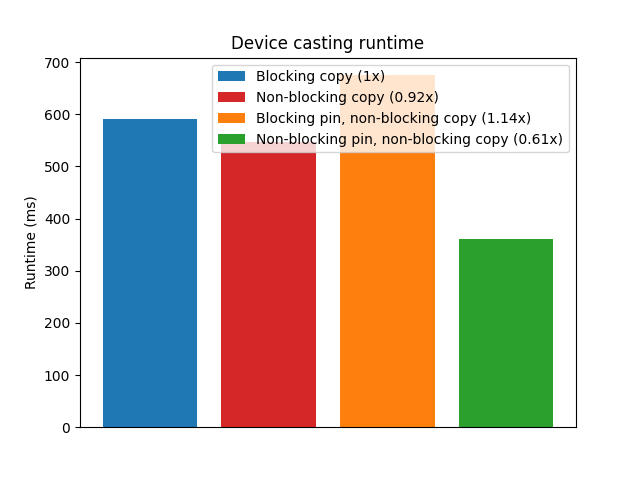 Device casting runtime
Blocking copy (1x)
Non-blocking copy (0.92x)
Blocking pin, non-blocking copy (1.14x)
Non-blocking pin, non-blocking copy (0.61x)
Runtime (ms)
700
600
500
400
300
200
100
0